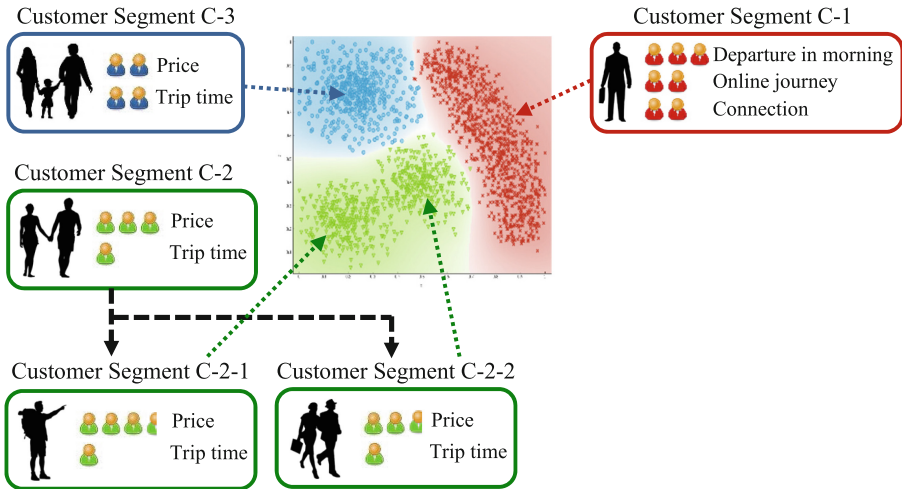 Customer Segment C-3
Price
Trip time
Customer Segment C-1
Departure in morning
Online journey
Connection
Customer Segment C-2
Price
Trip time
Customer Segment C-2-1
Price
Trip time
Customer Segment C-2-2
Price
Trip time